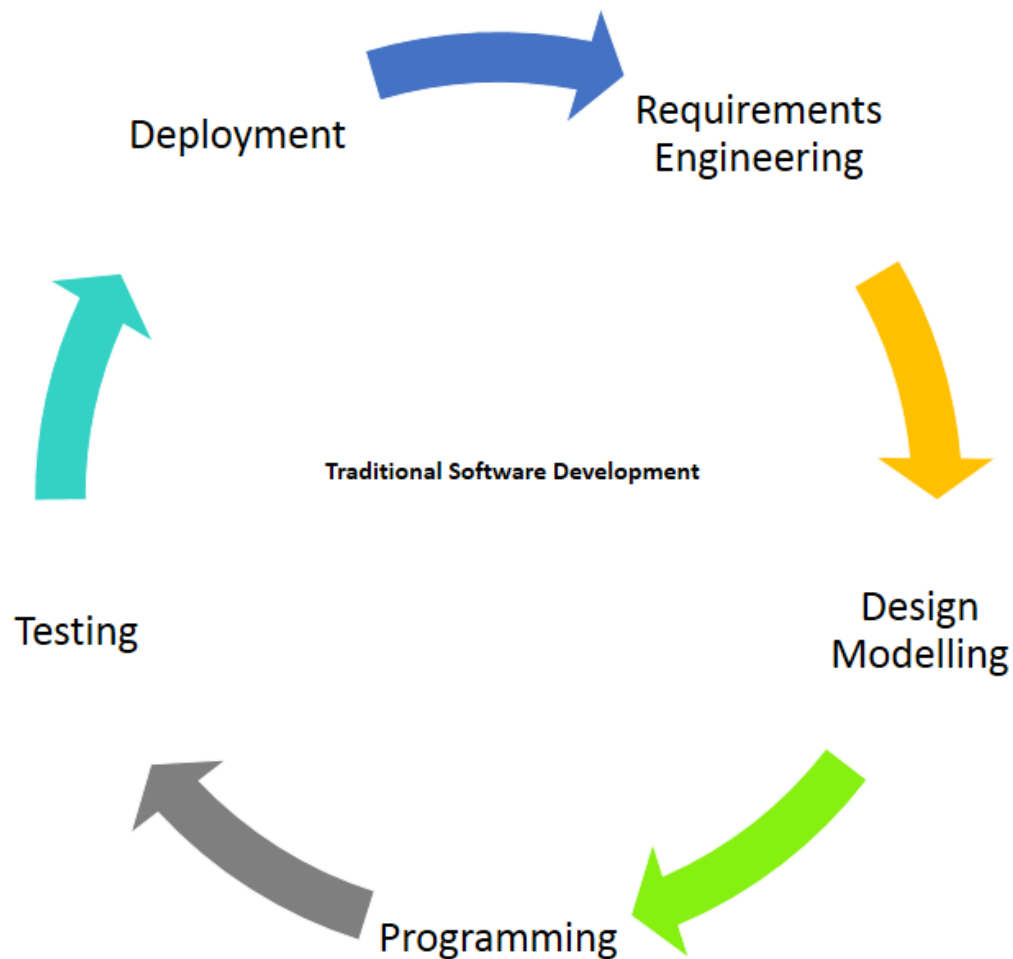 Deployment
Requirements
Engineering
Traditional Software Development
Testing
Design
Modelling
Programming